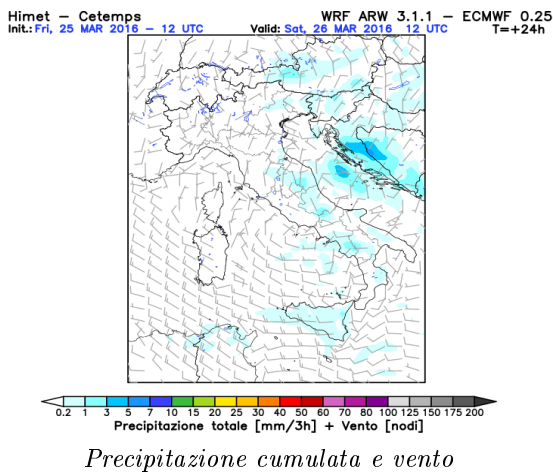 Himet – Cetemps WRF ARW 3.1.1 – ECMWF 0.25
Init.: Fri, 25 MAR 2016 – 12 UTC Valid: Sat, 26 MAR 2016 12 UTC T=+24h
0.2 1 3 5 7 10 15 20 25 30 40 50 60 70 80 100 125 150 175 200
Precipitazione totale [mm/3h] + Vento [nodi]
Precipitazione cumulata e vento